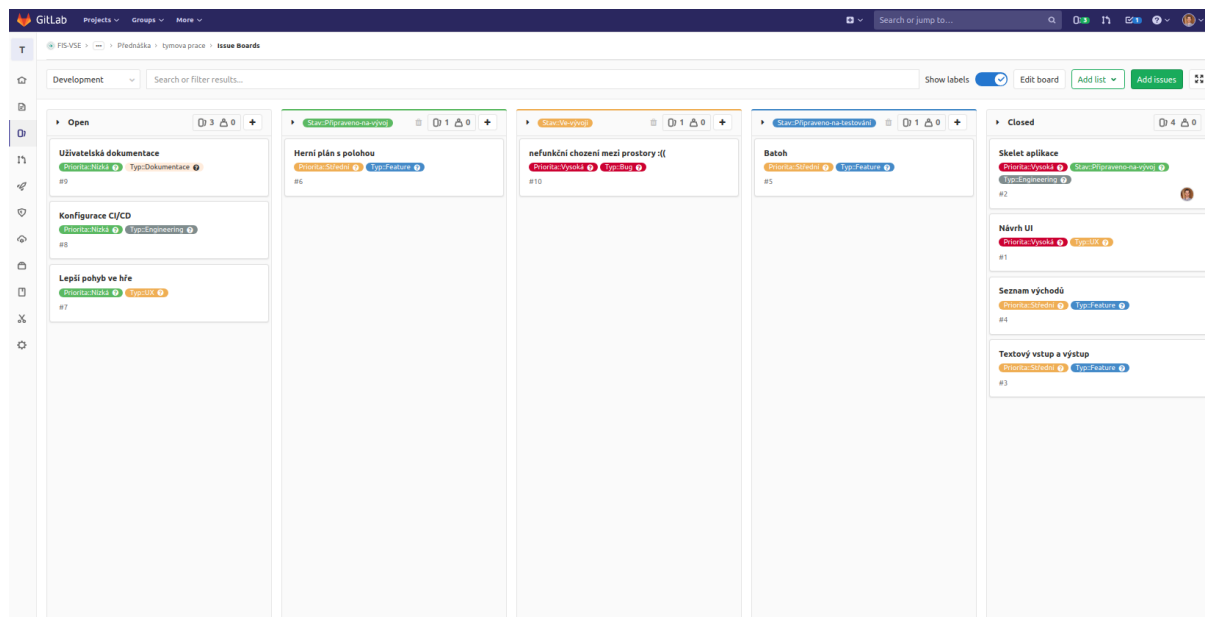 GitLab Projects Groups More Search or jump to... 3 1
T FIS-VSE > ... > Přednáška > tymova prace > Issue Boards
Development Search or filter results... Show labels Edit board Add list Add issues
Open 3 0 +
Uživatelská dokumentace
Priorita::Nízká Typ::Dokumentace
#9
Konfigurace CI/CD
Priorita::Nízká Typ::Engineering
#8
Lepší pohyb ve hře
Priorita::Nízká Typ::UX
#7
Stav::Připraveno-na-vývoj 1 0 +
Herní plán s polohou
Priorita::Střední Typ::Feature
#6
Stav::Ve-vývoji 1 0 +
nefunkční chození mezi prostory :((
Priorita::Vysoká Typ::Bug
#10
Stav::Připraveno-na-testování 1 0 +
Batoh
Priorita::Střední Typ::Feature
#5
Closed 4 0
Skelet aplikace
Priorita::Vysoká Stav::Připraveno-na-vývoj
Typ::Engineering
#2
Návrh UI
Priorita::Vysoká Typ::UX
#1
Seznam východů
Priorita::Střední Typ::Feature
#4
Textový vstup a výstup
Priorita::Střední Typ::Feature
#3